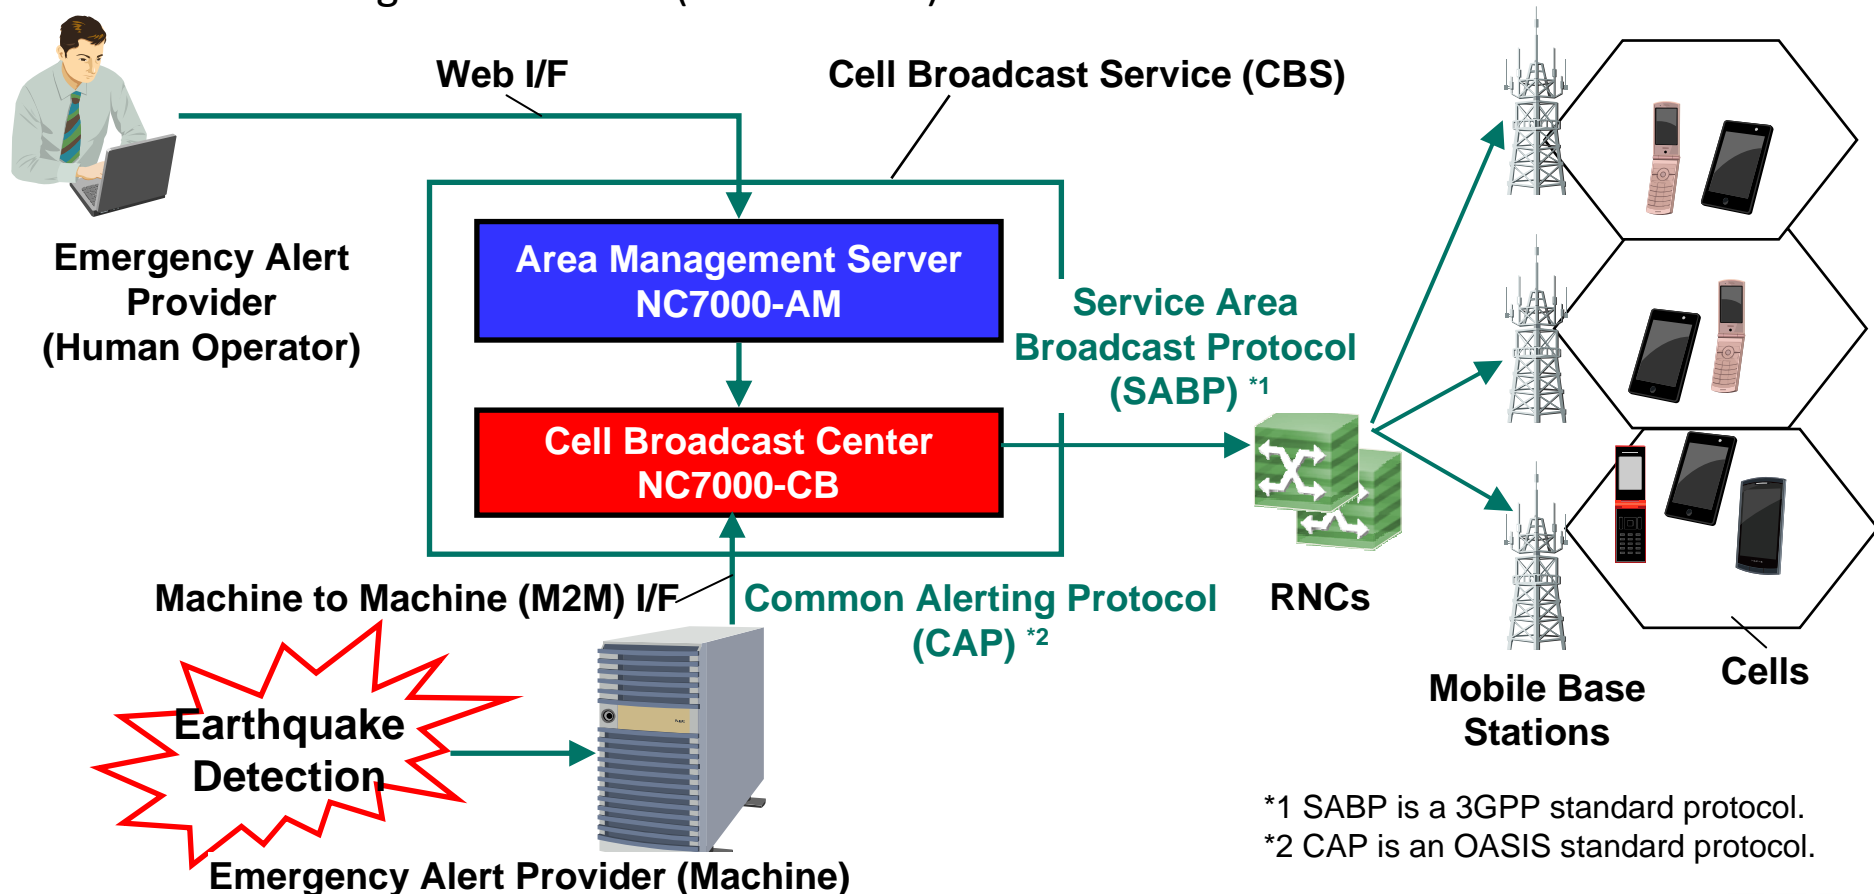 Web I/F
Cell Broadcast Service (CBS)
Emergency Alert
Provider
(Human Operator)
Area Management Server
NC7000-AM
Service Area
Broadcast Protocol
(SABP) *1
Cell Broadcast Center
NC7000-CB
Machine to Machine (M2M) I/F
Common Alerting Protocol
(CAP) *2
RNCs
Cells
Mobile Base
Stations
Earthquake
Detection
*1 SABP is a 3GPP standard protocol.
*2 CAP is an OASIS standard protocol.
Emergency Alert Provider (Machine)